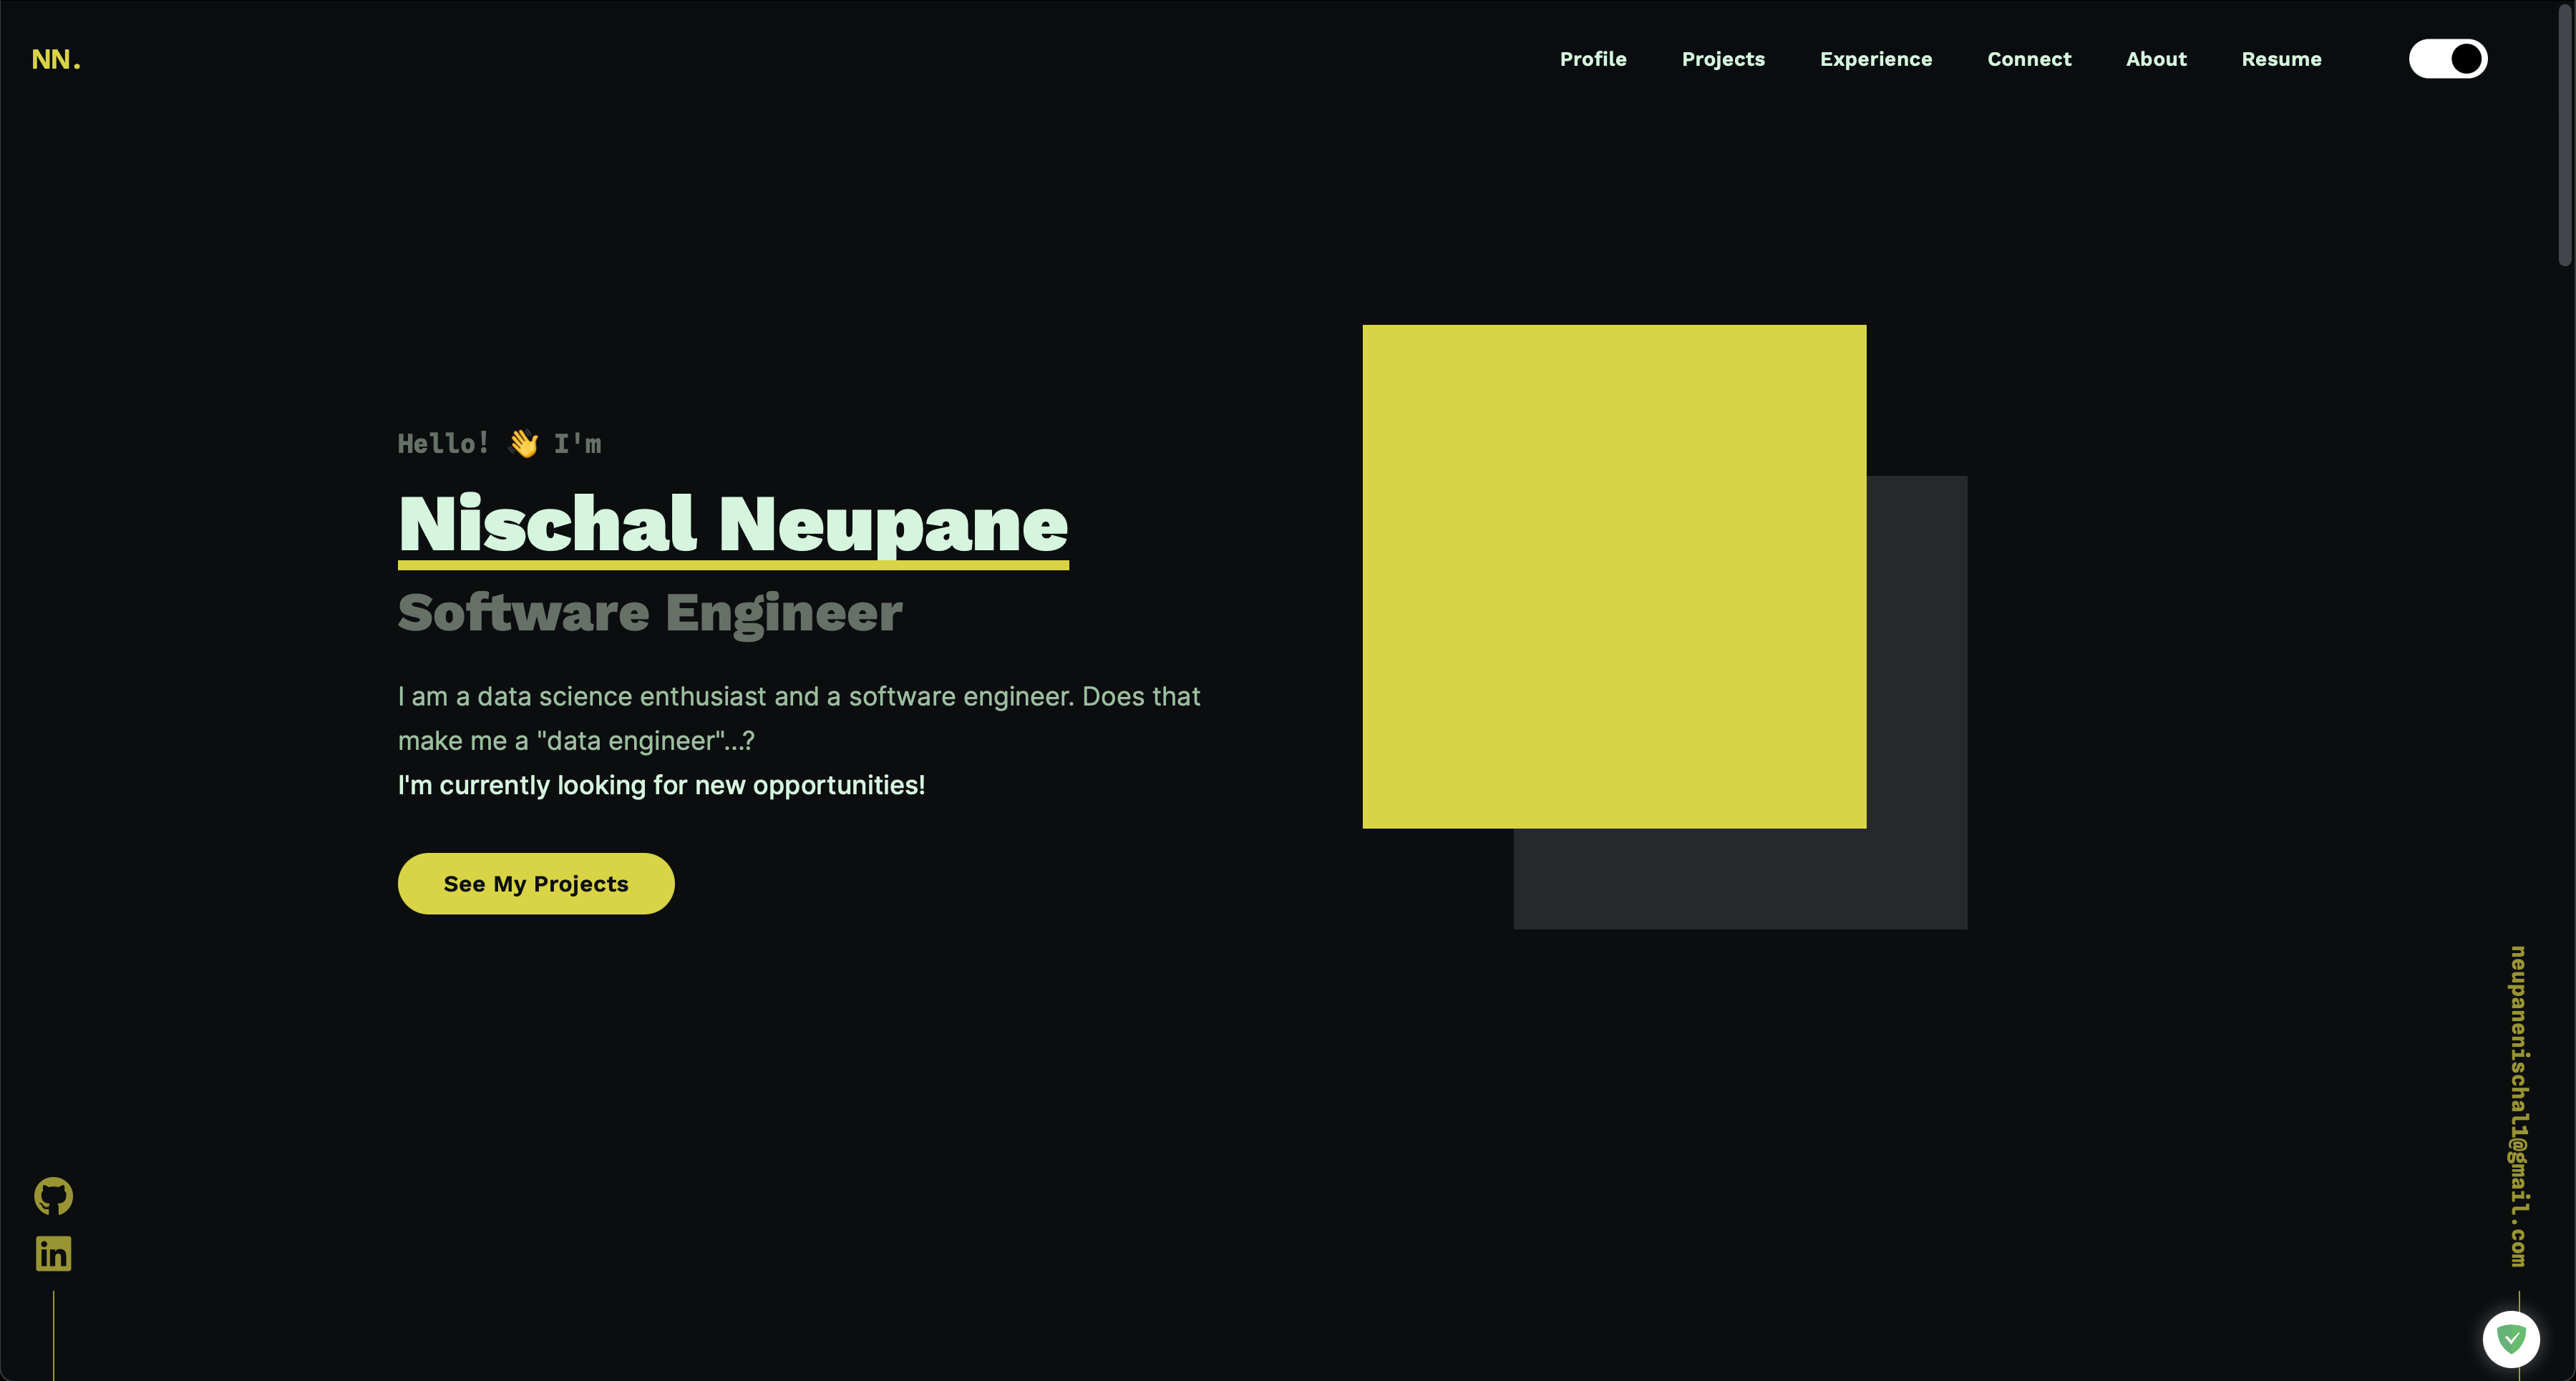 NN.
Profile Projects Experience Connect About Resume
Hello! 👋 I'm
Nischal Neupane
Software Engineer
I am a data science enthusiast and a software engineer. Does that
make me a "data engineer"...?
I'm currently looking for new opportunities!
See My Projects
neupanenischal1@gmail.com
in